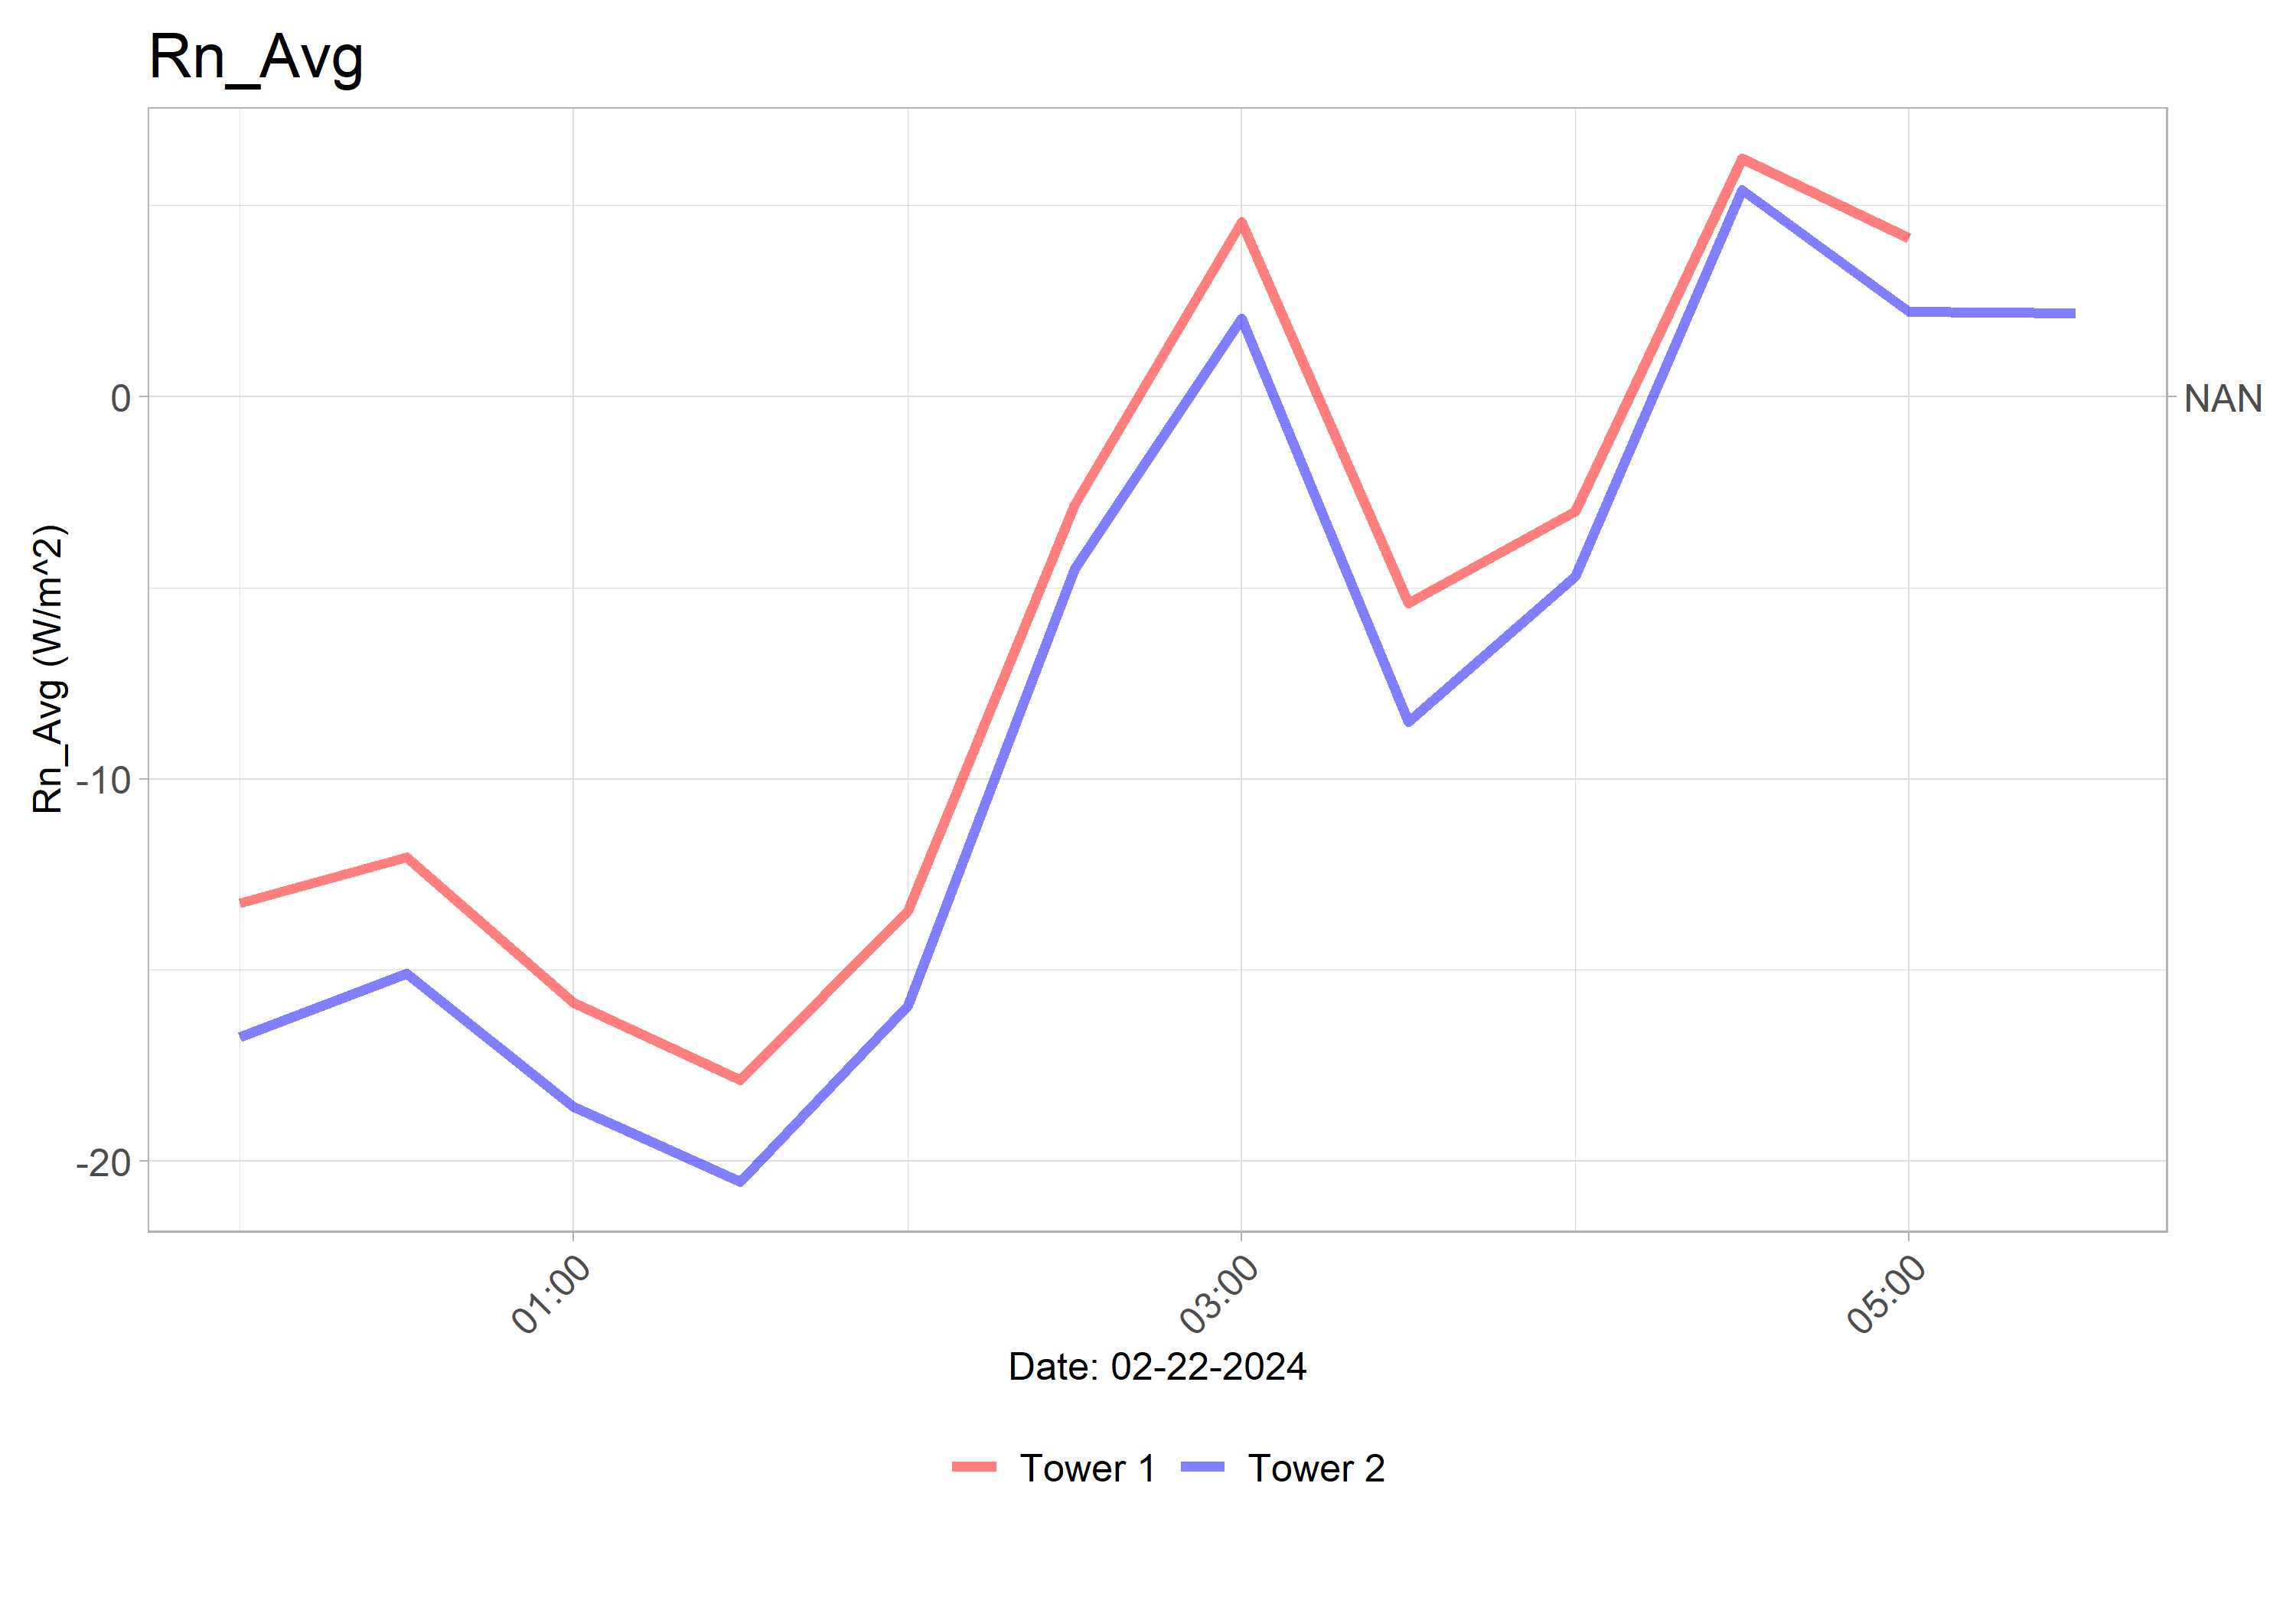 Rn_Avg
Rn_Avg (W/m^2)
0
-10
-20
NAN
01:00
03:00
05:00
Date: 02-22-2024
Tower 1
Tower 2